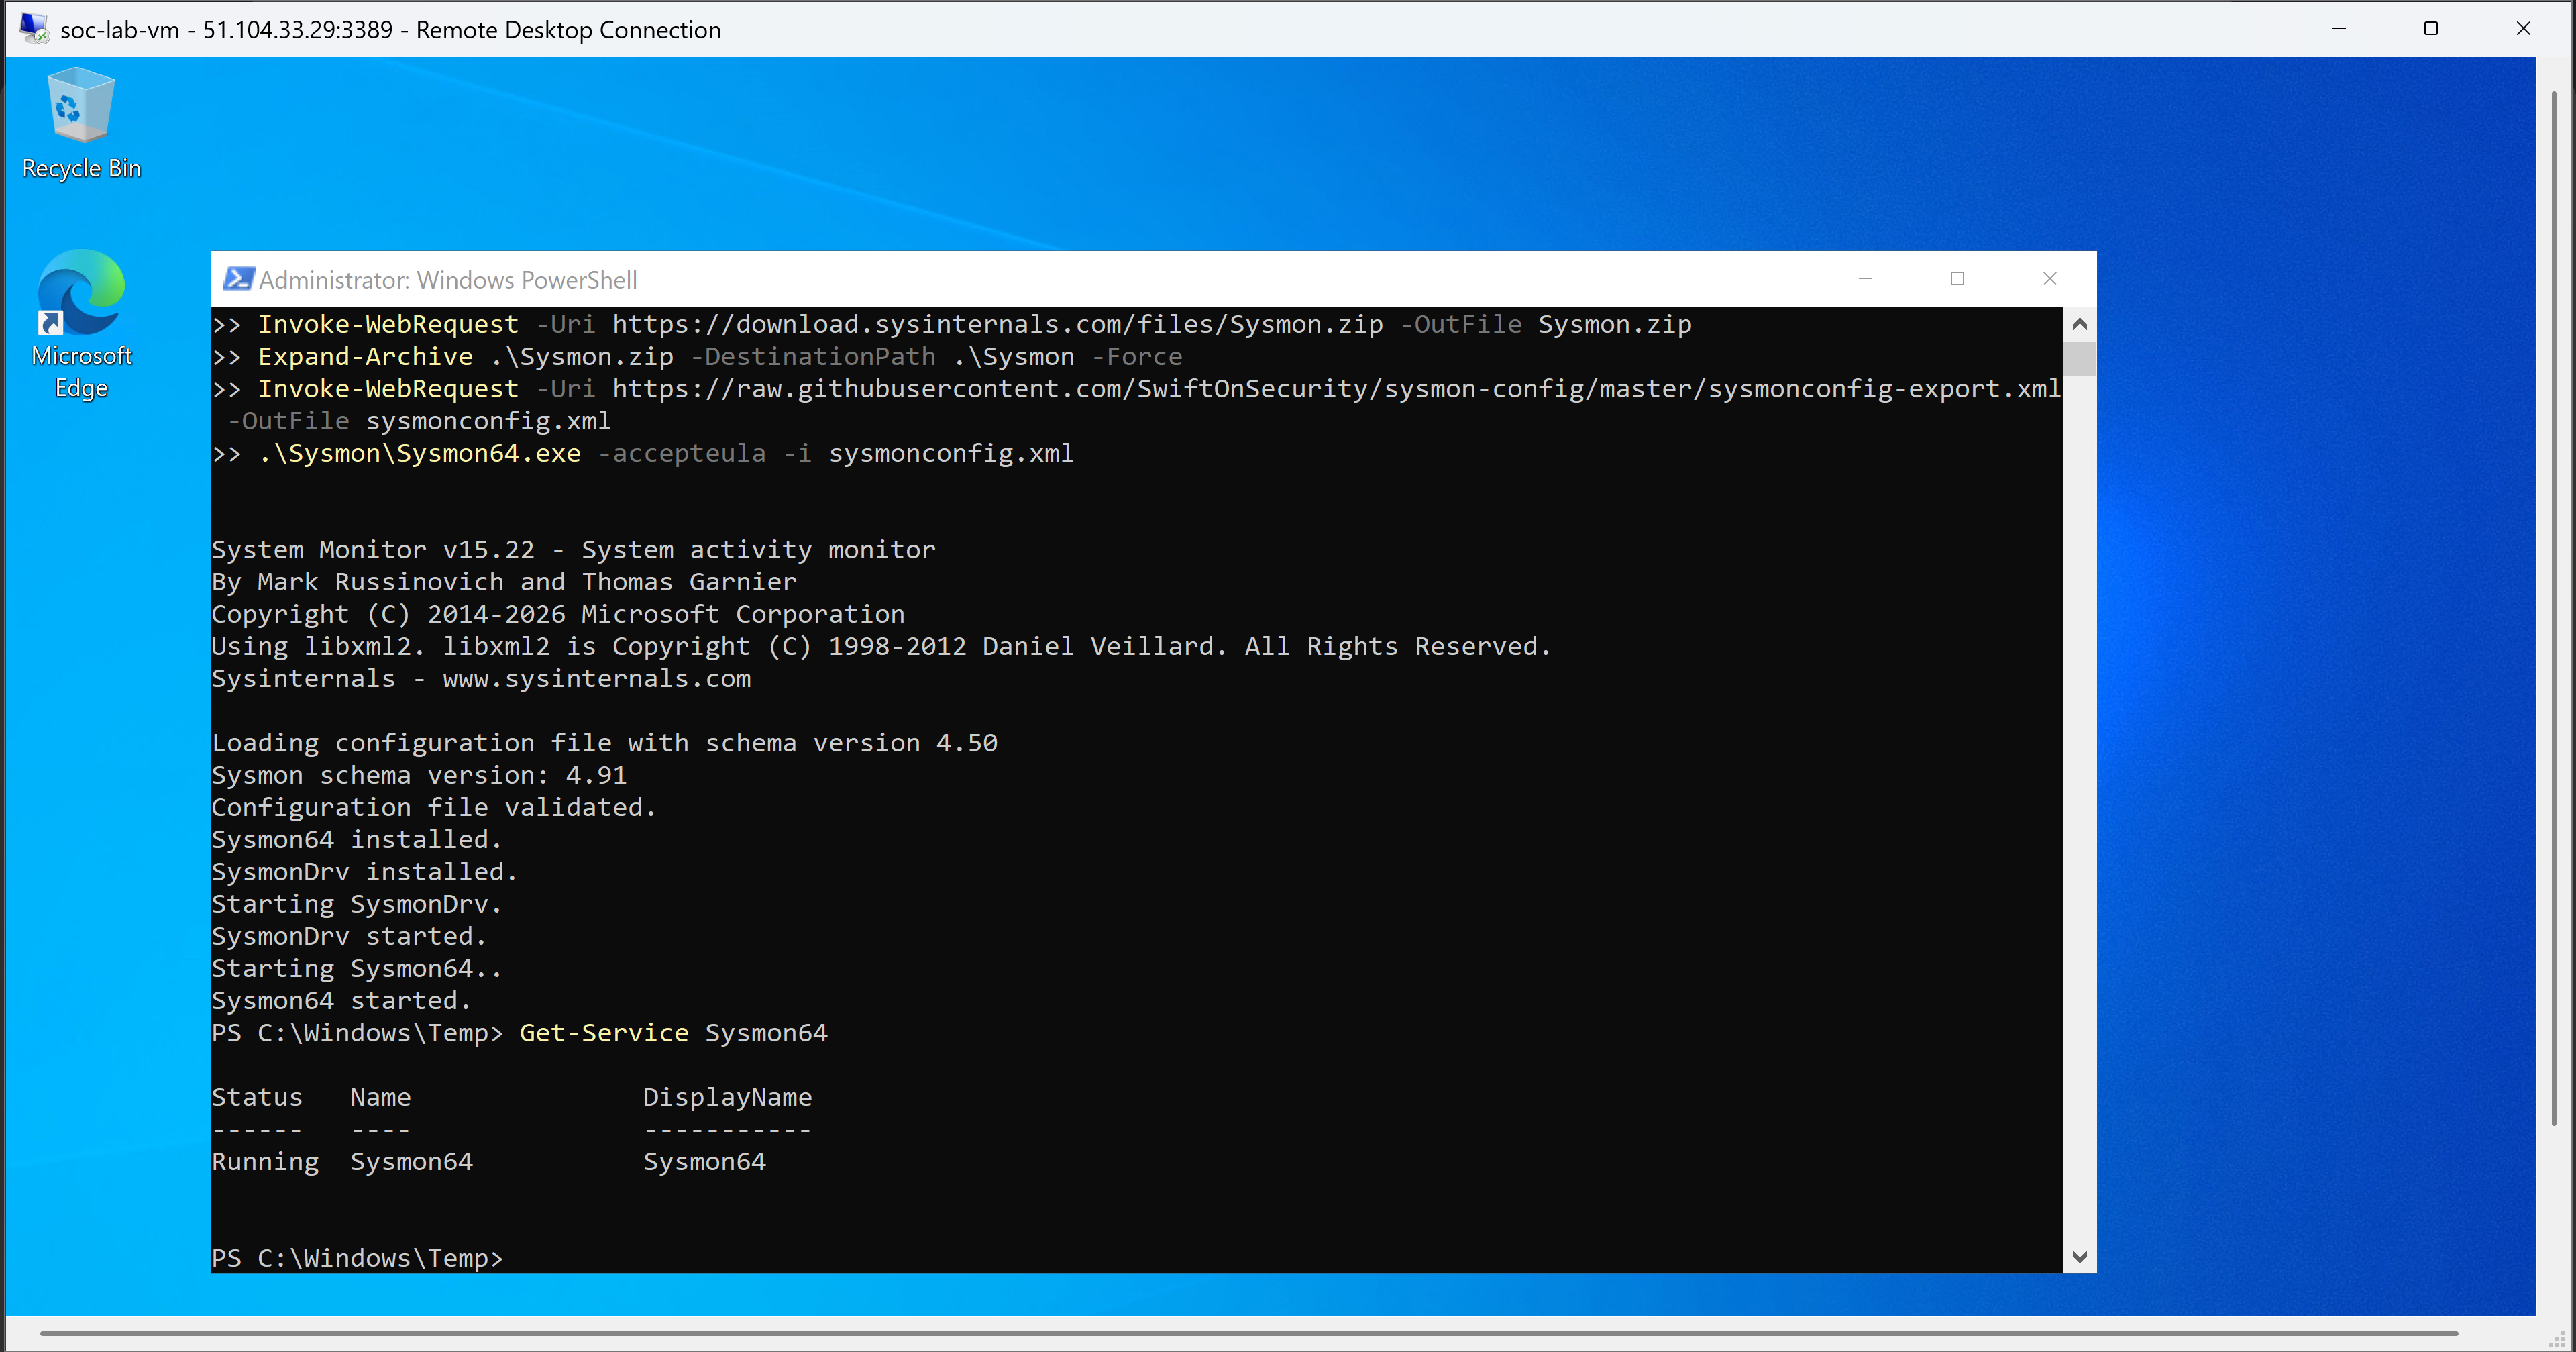 soc-lab-vm - 51.104.33.29:3389 - Remote Desktop Connection
Recycle Bin
Microsoft
Edge
Administrator: Windows PowerShell
>> Invoke-WebRequest -Uri https://download.sysinternals.com/files/Sysmon.zip -OutFile Sysmon.zip
>> Expand-Archive .\Sysmon.zip -DestinationPath .\Sysmon -Force
>> Invoke-WebRequest -Uri https://raw.githubusercontent.com/SwiftOnSecurity/sysmon-config/master/sysmonconfig-export.xml
-OutFile sysmonconfig.xml
>> .\Sysmon\Sysmon64.exe -accepteula -i sysmonconfig.xml
System Monitor v15.22 - System activity monitor
By Mark Russinovich and Thomas Garnier
Copyright (C) 2014-2026 Microsoft Corporation
Using libxml2. libxml2 is Copyright (C) 1998-2012 Daniel Veillard. All Rights Reserved.
Sysinternals - www.sysinternals.com
Loading configuration file with schema version 4.50
Sysmon schema version: 4.91
Configuration file validated.
Sysmon64 installed.
SysmonDrv installed.
Starting SysmonDrv.
SysmonDrv started.
Starting Sysmon64..
Sysmon64 started.
PS C:\Windows\Temp> Get-Service Sysmon64
Status   Name               DisplayName
------   ----               -----------
Running  Sysmon64           Sysmon64
PS C:\Windows\Temp>